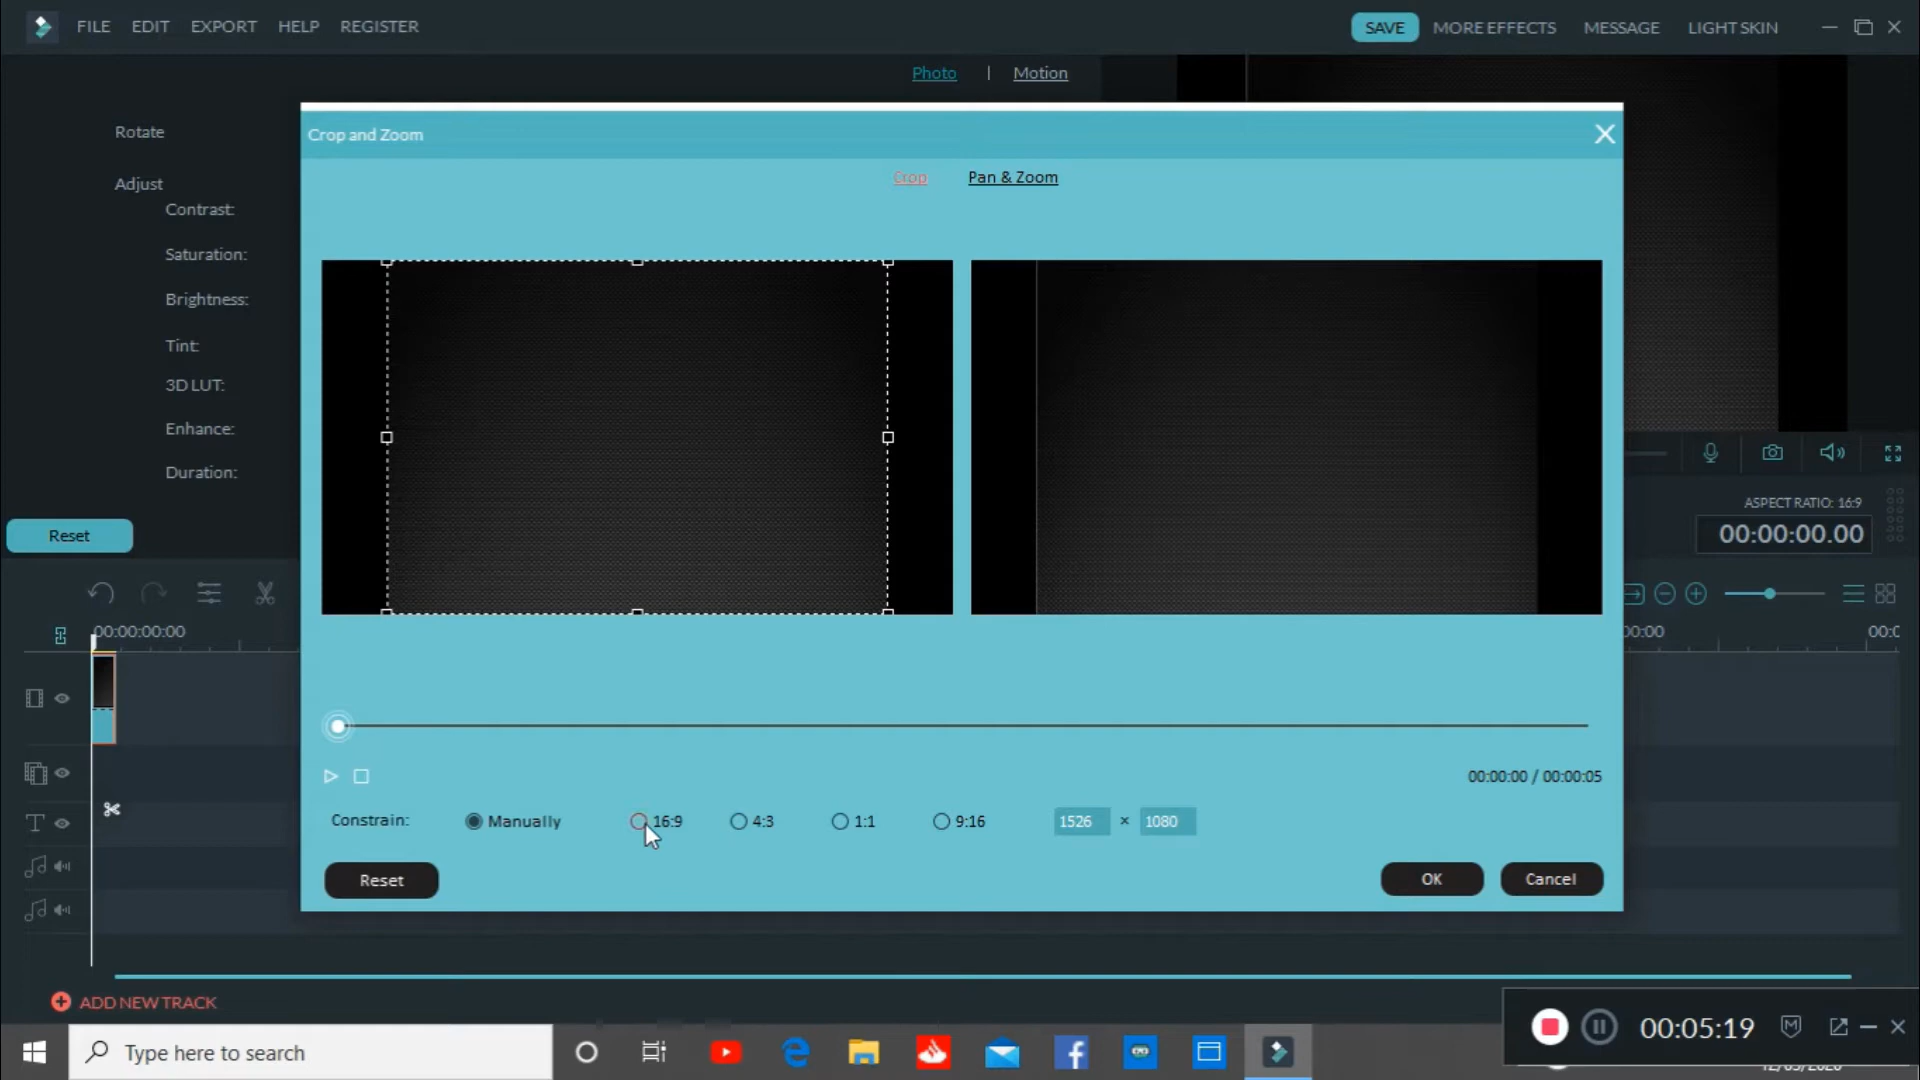 FILE EDIT EXPORT HELP REGISTER
SAVE MORE EFFECTS MESSAGE LIGHT SKIN
Photo | Motion
Rotate
Adjust
Contrast:
Saturation:
Brightness:
Tint:
3D LUT:
Enhance:
Duration:
Reset
Crop and Zoom
Crop Pan & Zoom
00:00:00 / 00:00:05
Constrain: Manually 16:9 4:3 1:1 9:16 1526 × 1080
Reset OK Cancel
ASPECT RATIO: 16:9
00:00:00.00
00:00:00:00
ADD NEW TRACK
Type here to search
00:05:19